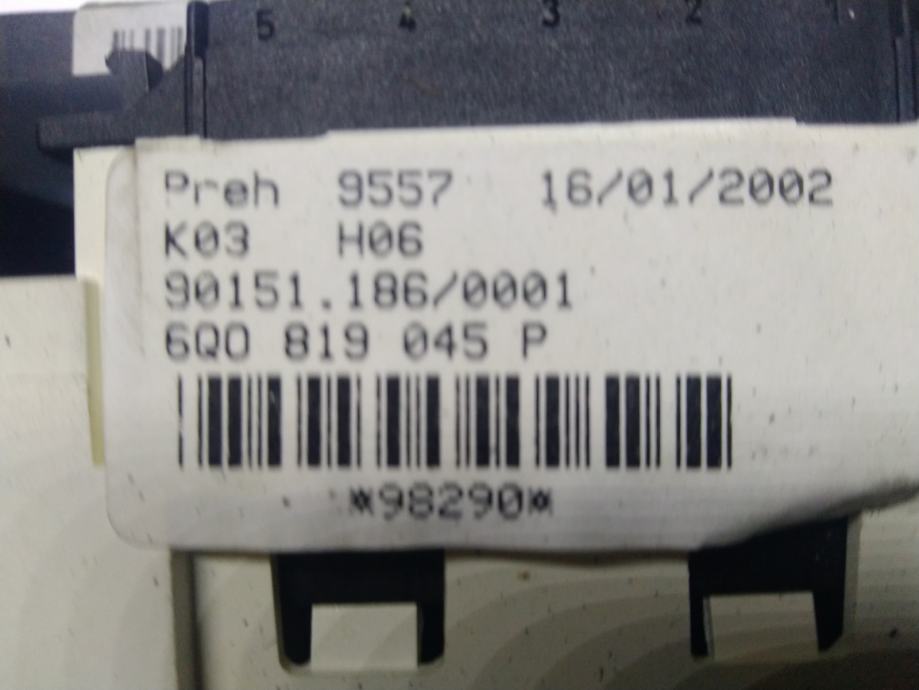 5 4 3 2
Preh 9557 16/01/2002
K03 H06
90151.186/0001
6Q0 819 045 P
*98290*